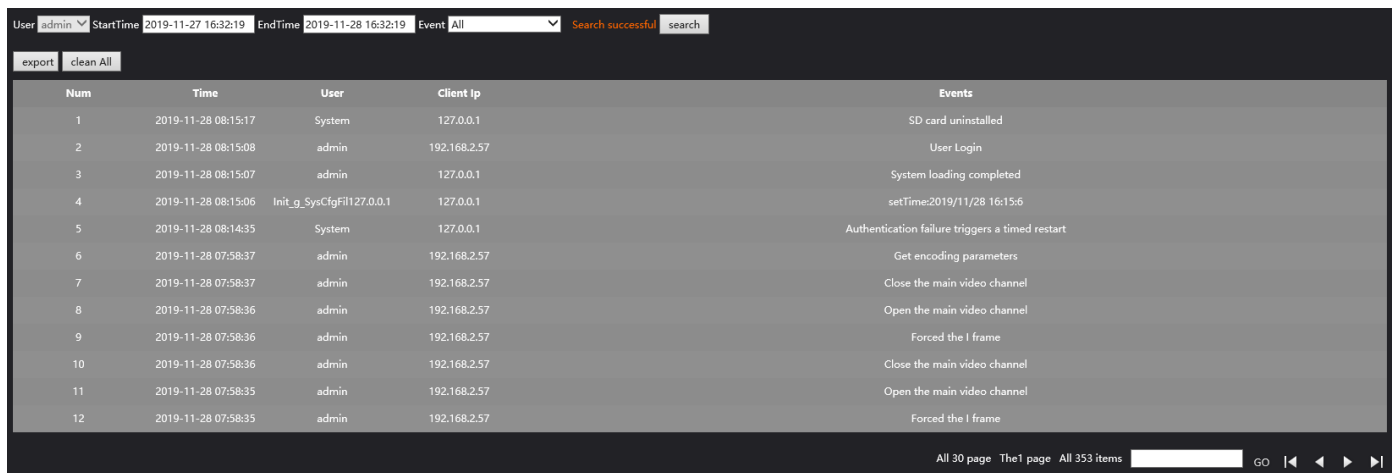 User admin StartTime 2019-11-27 16:32:19 EndTime 2019-11-28 16:32:19 Event All Search successful search
export clean All
Num Time User Client Ip Events
1 2019-11-28 08:15:17 System 127.0.0.1 SD card uninstalled
2 2019-11-28 08:15:08 admin 192.168.2.57 User Login
3 2019-11-28 08:15:07 admin 127.0.0.1 System loading completed
4 2019-11-28 08:15:06 Init_g_SysCfgFil127.0.0.1 127.0.0.1 setTime:2019/11/28 16:15:6
5 2019-11-28 08:14:35 System 127.0.0.1 Authentication failure triggers a timed restart
6 2019-11-28 07:58:37 admin 192.168.2.57 Get encoding parameters
7 2019-11-28 07:58:37 admin 192.168.2.57 Close the main video channel
8 2019-11-28 07:58:36 admin 192.168.2.57 Open the main video channel
9 2019-11-28 07:58:36 admin 192.168.2.57 Forced the I frame
10 2019-11-28 07:58:36 admin 192.168.2.57 Close the main video channel
11 2019-11-28 07:58:35 admin 192.168.2.57 Open the main video channel
12 2019-11-28 07:58:35 admin 192.168.2.57 Forced the I frame
All 30 page The1 page All 353 items GO